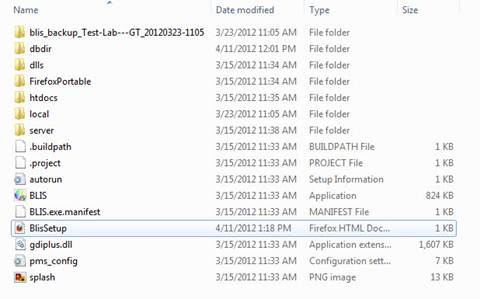 Name Date modified Type Size
blis_backup_Test-Lab---GT_20120323-1105 3/23/2012 11:05 AM File folder
dbdir 4/11/2012 12:01 PM File folder
dlls 3/15/2012 11:34 AM File folder
FirefoxPortable 3/15/2012 11:34 AM File folder
htdocs 3/15/2012 11:35 AM File folder
local 3/23/2012 11:05 AM File folder
server 3/15/2012 11:38 AM File folder
.buildpath 3/15/2012 11:33 AM BUILDPATH File 1 KB
.project 3/15/2012 11:33 AM PROJECT File 1 KB
autorun 3/15/2012 11:33 AM Setup Information 1 KB
BLIS 3/15/2012 11:33 AM Application 824 KB
BLIS.exe.manifest 3/15/2012 11:33 AM MANIFEST File 1 KB
BlisSetup 4/11/2012 1:18 PM Firefox HTML Doc... 1 KB
gdiplus.dll 3/15/2012 11:33 AM Application extens... 1,607 KB
pms_config 3/15/2012 11:33 AM Configuration sett... 7 KB
splash 3/15/2012 11:33 AM PNG image 13 KB